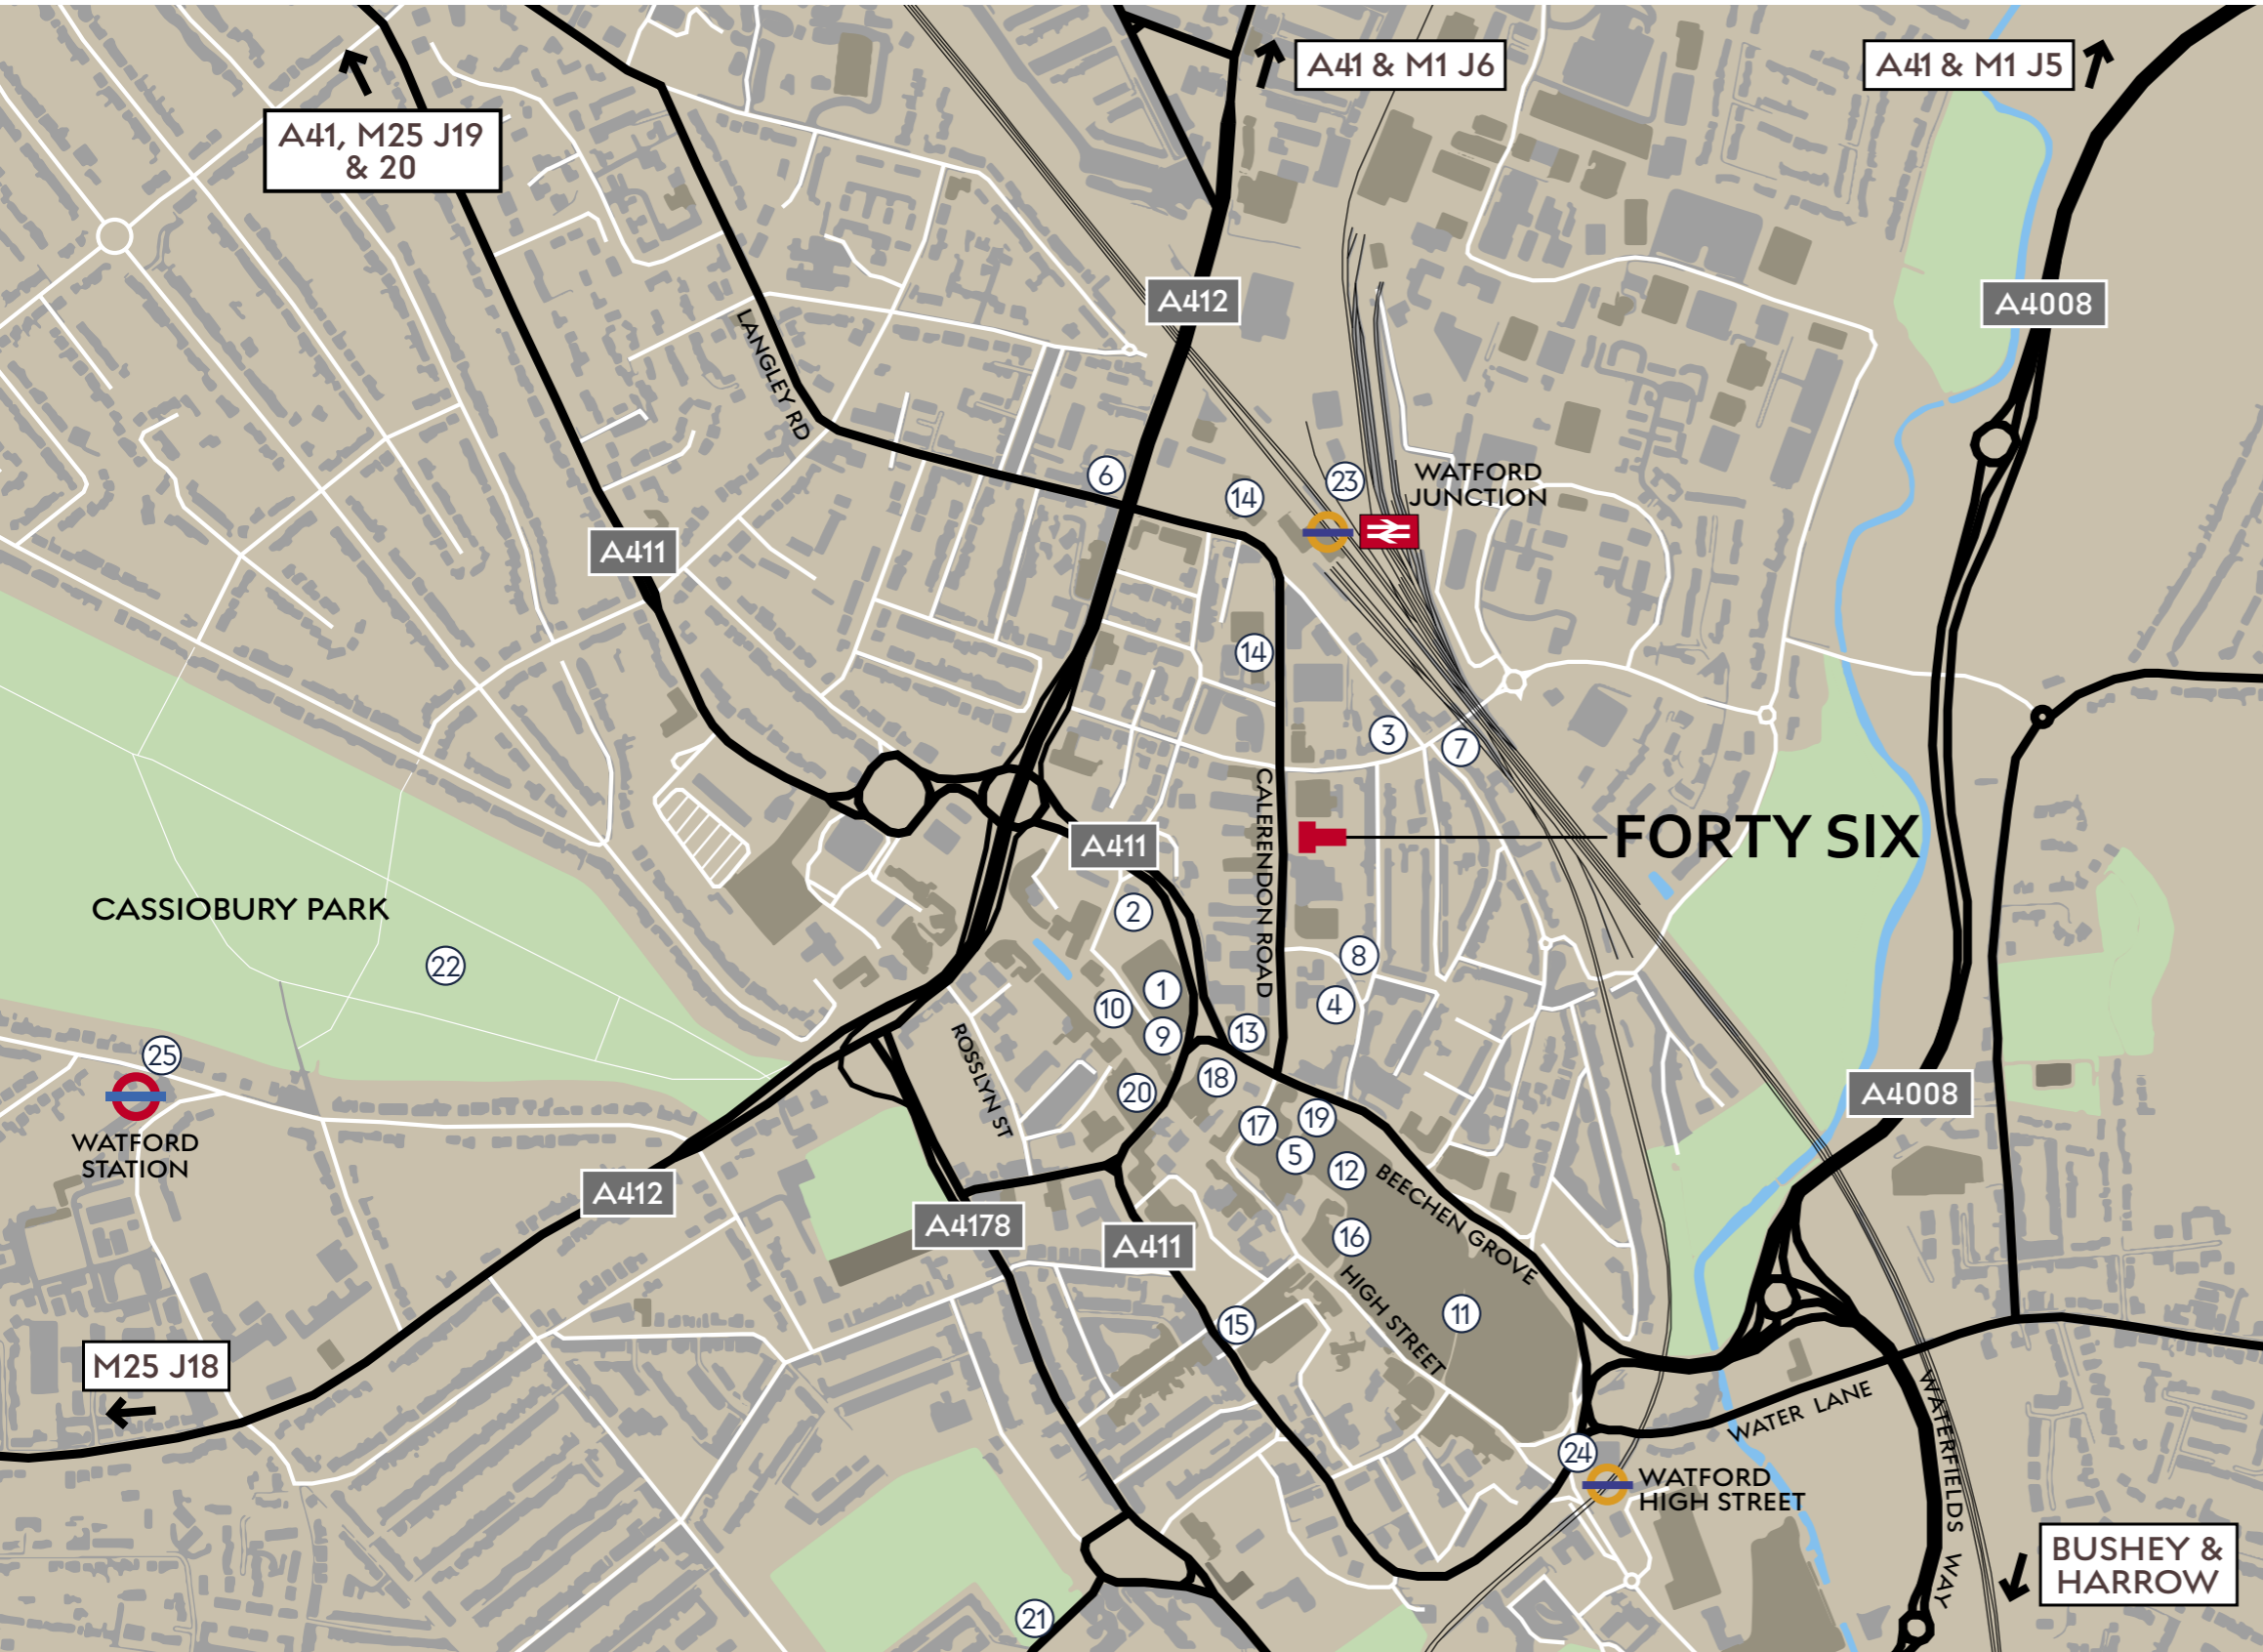 A41 & M1 J6
A41 & M1 J5
A41, M25 J19
& 20
A412
A4008
LANGLEY RD
6
14
23
WATFORD
JUNCTION
A411
14
3
7
CALERENDON ROAD
FORTY SIX
A411
CASSIOBURY PARK
2
22
8
1
10
4
9
13
ROSSLYN ST
25
18
20
A4008
WATFORD
STATION
17
19
5
12
BEECHEN GROVE
A412
A4178
A411
16
HIGH STREET
11
15
M25 J18
WATER LANE
WATERFIELDS WAY
24
WATFORD
HIGH STREET
BUSHEY &
HARROW
21